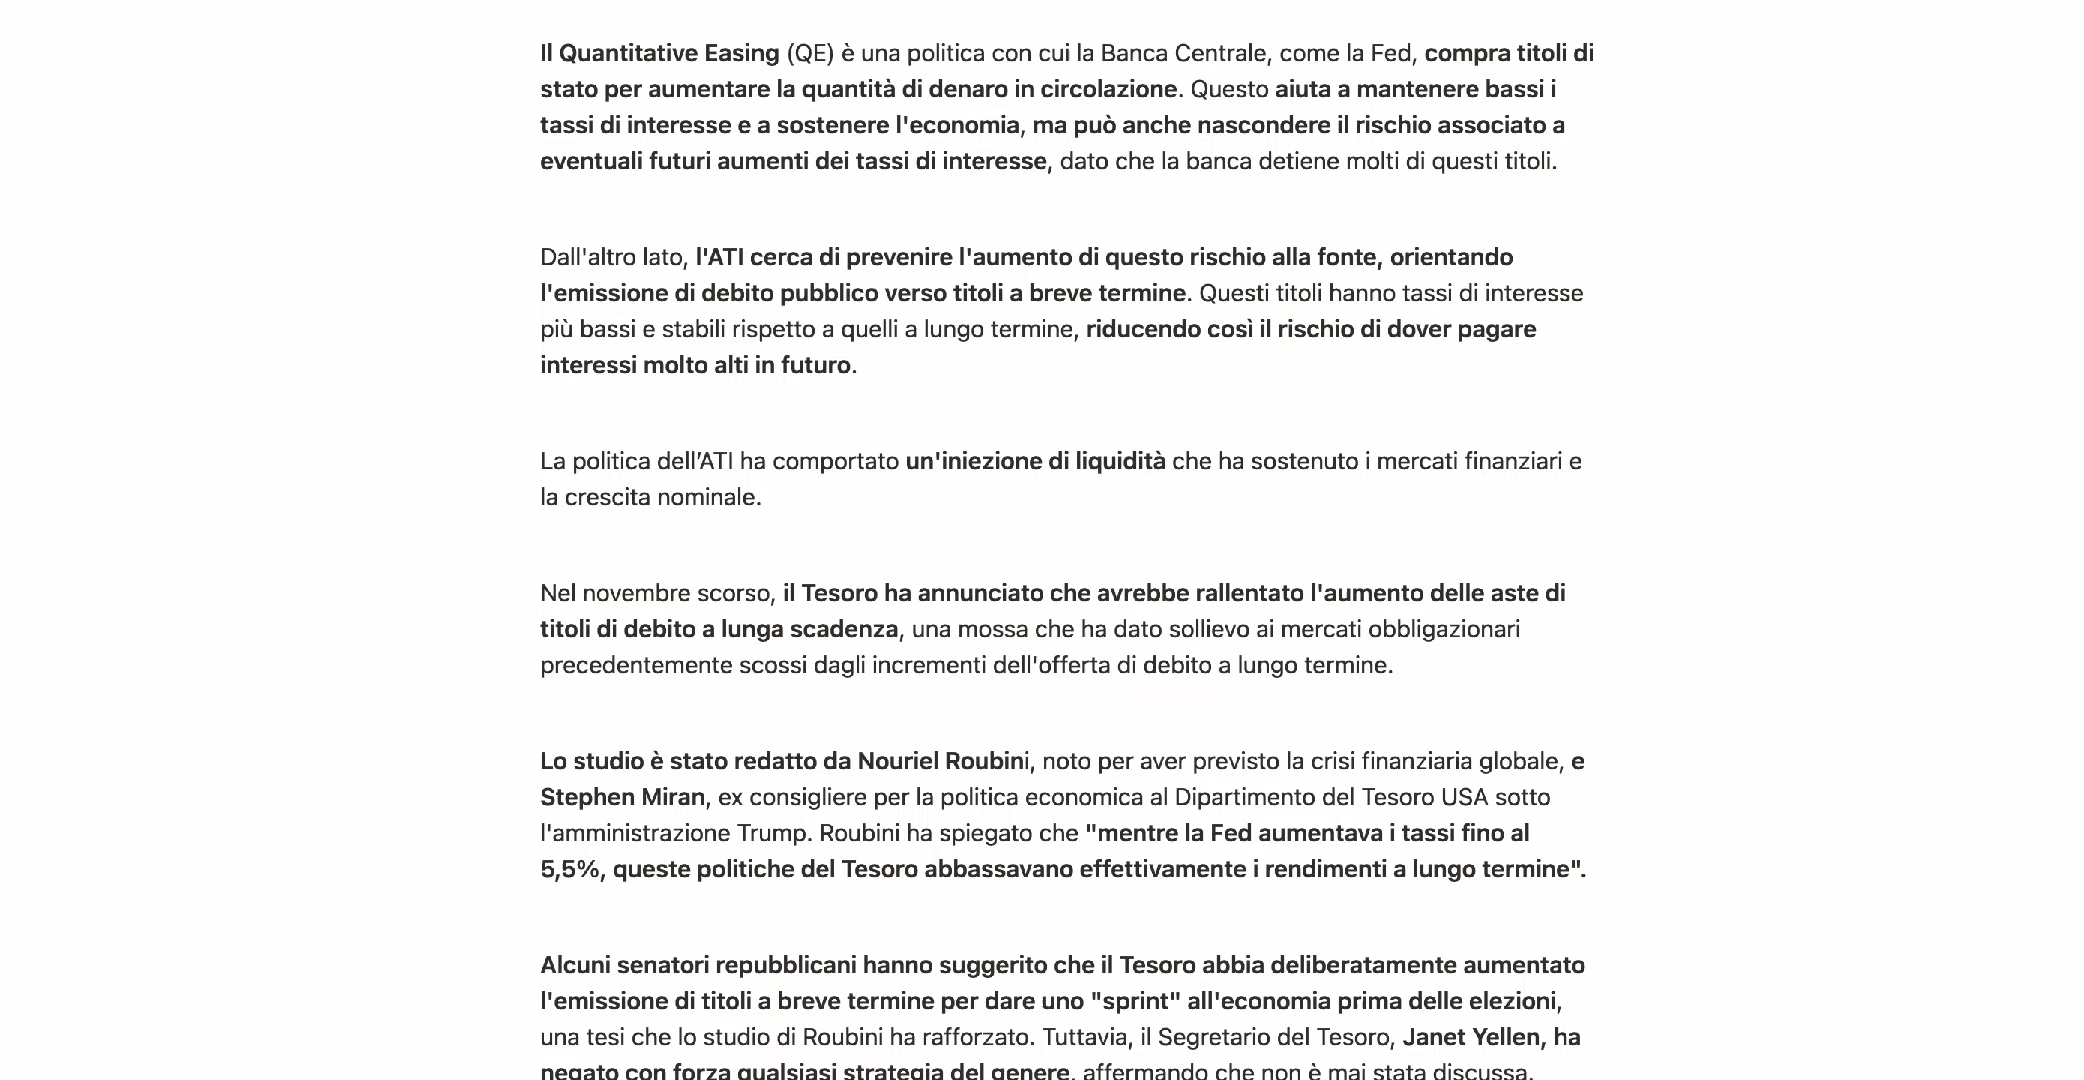 Il Quantitative Easing (QE) è una politica con cui la Banca Centrale, come la Fed, compra titoli di
stato per aumentare la quantità di denaro in circolazione. Questo aiuta a mantenere bassi i
tassi di interesse e a sostenere l'economia, ma può anche nascondere il rischio associato a
eventuali futuri aumenti dei tassi di interesse, dato che la banca detiene molti di questi titoli.
Dall'altro lato, l'ATI cerca di prevenire l'aumento di questo rischio alla fonte, orientando
l'emissione di debito pubblico verso titoli a breve termine. Questi titoli hanno tassi di interesse
più bassi e stabili rispetto a quelli a lungo termine, riducendo così il rischio di dover pagare
interessi molto alti in futuro.
La politica dell’ATI ha comportato un'iniezione di liquidità che ha sostenuto i mercati finanziari e
la crescita nominale.
Nel novembre scorso, il Tesoro ha annunciato che avrebbe rallentato l'aumento delle aste di
titoli di debito a lunga scadenza, una mossa che ha dato sollievo ai mercati obbligazionari
precedentemente scossi dagli incrementi dell'offerta di debito a lungo termine.
Lo studio è stato redatto da Nouriel Roubini, noto per aver previsto la crisi finanziaria globale, e
Stephen Miran, ex consigliere per la politica economica al Dipartimento del Tesoro USA sotto
l'amministrazione Trump. Roubini ha spiegato che "mentre la Fed aumentava i tassi fino al
5,5%, queste politiche del Tesoro abbassavano effettivamente i rendimenti a lungo termine".
Alcuni senatori repubblicani hanno suggerito che il Tesoro abbia deliberatamente aumentato
l'emissione di titoli a breve termine per dare uno "sprint" all'economia prima delle elezioni,
una tesi che lo studio di Roubini ha rafforzato. Tuttavia, il Segretario del Tesoro, Janet Yellen, ha
negato con forza qualsiasi strategia del genere, affermando che non è mai stata discussa.